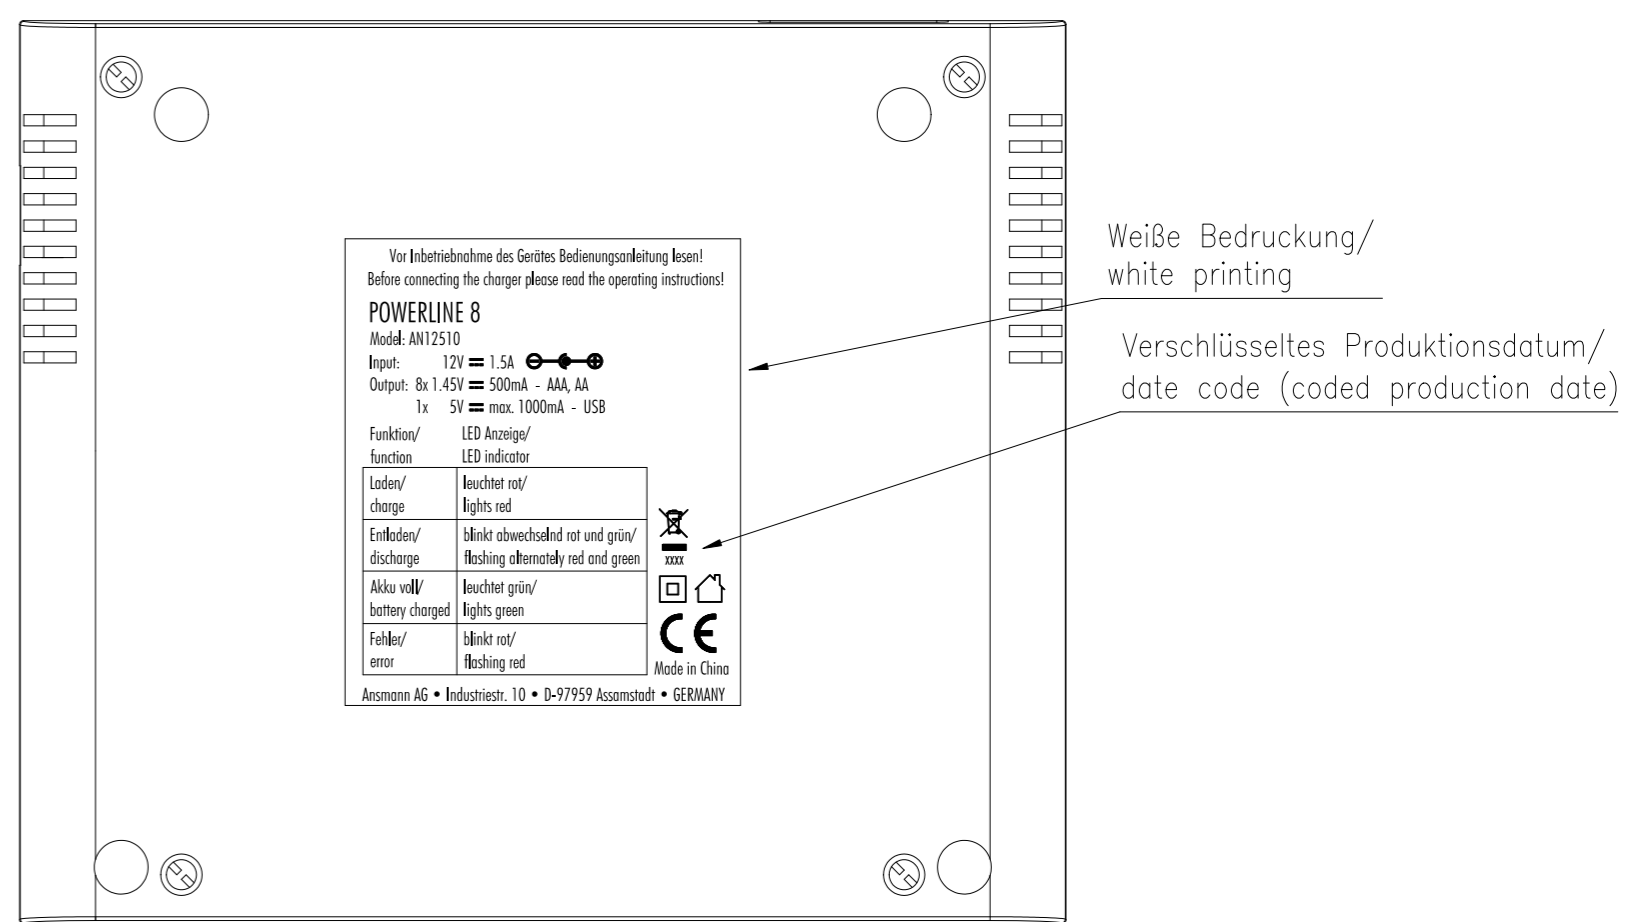 Vor Inbetriebnahme des Gerätes Bedienungsanleitung lesen!
Before connecting the charger please read the operating instructions!
POWERLINE 8
Model: AN12510
Input: 12V 1.5A
Output: 8x 1.45V 500mA - AAA, AA
1x 5V max. 1000mA - USB
Funktion/ LED Anzeige/
function LED indicator
Laden/ leuchtet rot/
charge lights red
Entladen/ blinkt abwechselnd rot und grün/
discharge flashing alternately red and green
Akku voll/ leuchtet grün/
battery charged lights green
Fehler/ blinkt rot/
error flashing red
xxxx
CE
Made in China
Ansmann AG • Industriestr. 10 • D-97959 Assamstadt • GERMANY
Weiße Bedruckung/
white printing
Verschlüsseltes Produktionsdatum/
date code (coded production date)